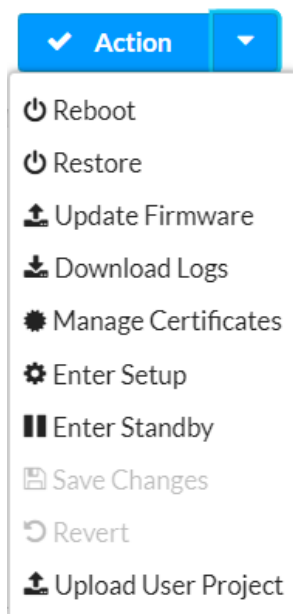 Action
Reboot
Restore
Update Firmware
Download Logs
Manage Certificates
Enter Setup
Enter Standby
Save Changes
Revert
Upload User Project